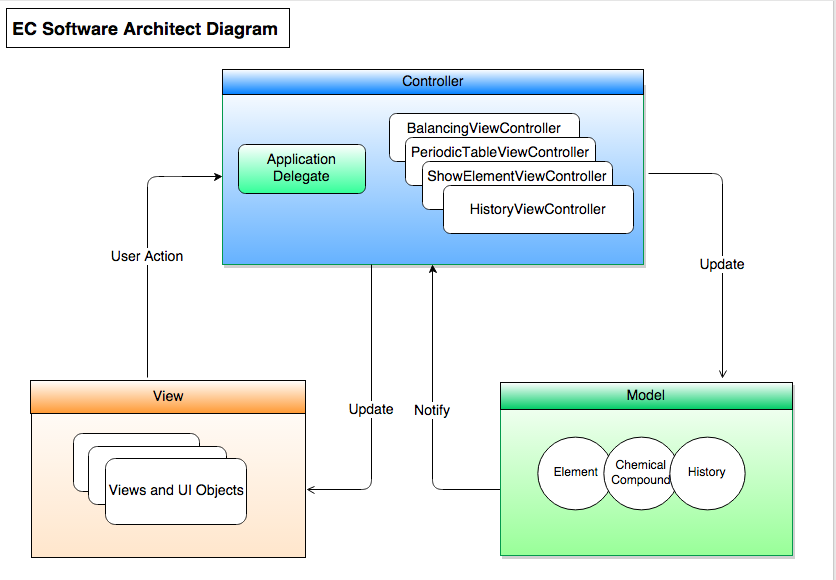 EC Software Architect Diagram
Controller
BalancingViewController
PeriodicTableViewController
ShowElementViewController
HistoryViewController
Application
Delegate
User Action
Update
Update
Notify
View
Views and UI Objects
Model
Element
Chemical
Compound
History